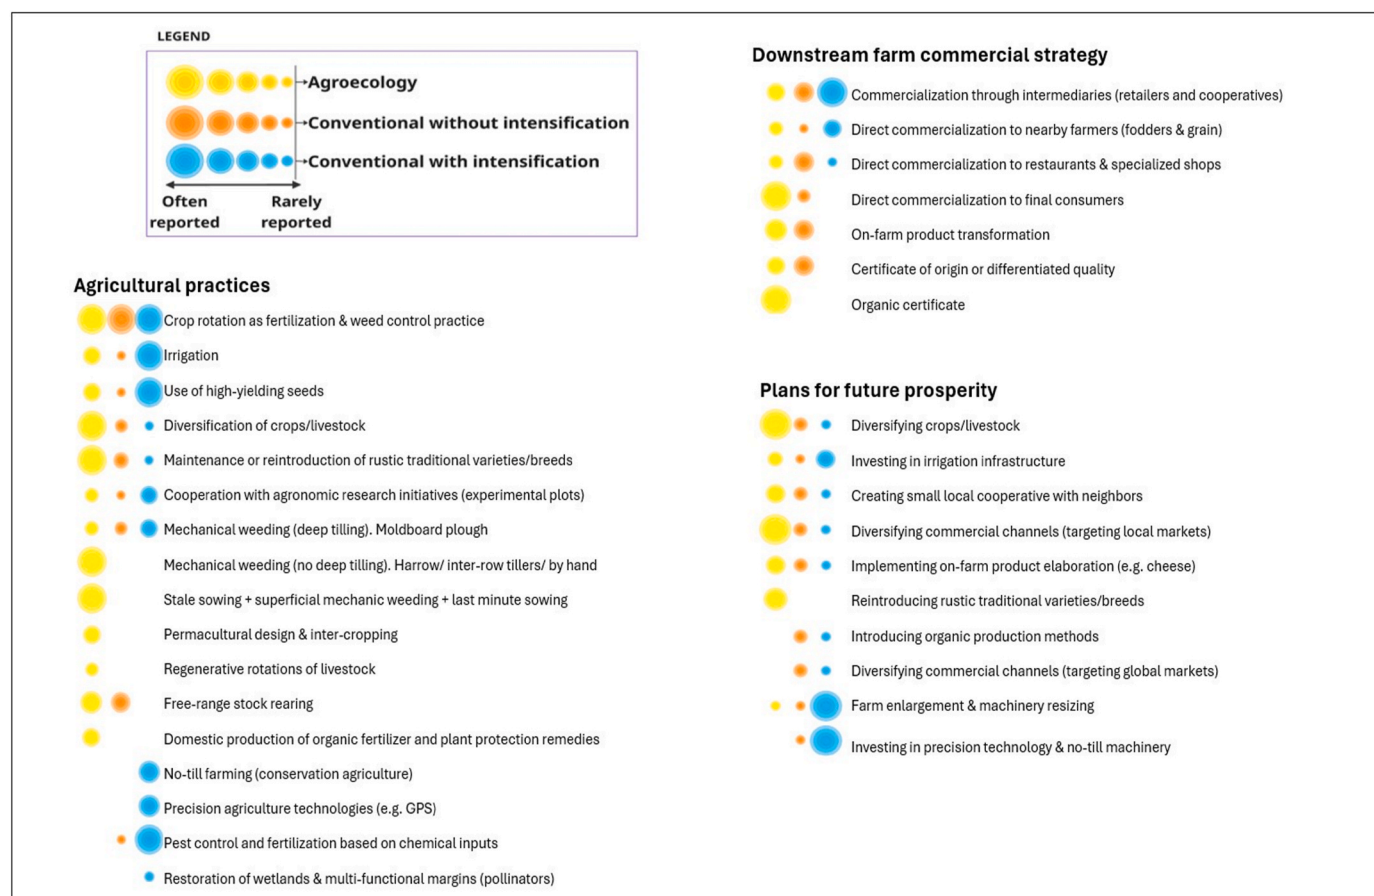 LEGEND
Agroecology
Conventional without intensification
Conventional with intensification
Often reported
Rarely reported
Agricultural practices
Crop rotation as fertilization & weed control practice
Irrigation
Use of high-yielding seeds
Diversification of crops/livestock
Maintenance or reintroduction of rustic traditional varieties/breeds
Cooperation with agronomic research initiatives (experimental plots)
Mechanical weeding (deep tilling). Moldboard plough
Mechanical weeding (no deep tilling). Harrow/ inter-row tillers/ by hand
Stale sowing + superficial mechanic weeding + last minute sowing
Permacultural design & inter-cropping
Regenerative rotations of livestock
Free-range stock rearing
Domestic production of organic fertilizer and plant protection remedies
No-till farming (conservation agriculture)
Precision agriculture technologies (e.g. GPS)
Pest control and fertilization based on chemical inputs
Restoration of wetlands & multi-functional margins (pollinators)
Downstream farm commercial strategy
Commercialization through intermediaries (retailers and cooperatives)
Direct commercialization to nearby farmers (fodders & grain)
Direct commercialization to restaurants & specialized shops
Direct commercialization to final consumers
On-farm product transformation
Certificate of origin or differentiated quality
Organic certificate
Plans for future prosperity
Diversifying crops/livestock
Investing in irrigation infrastructure
Creating small local cooperative with neighbors
Diversifying commercial channels (targeting local markets)
Implementing on-farm product elaboration (e.g. cheese)
Reintroducing rustic traditional varieties/breeds
Introducing organic production methods
Diversifying commercial channels (targeting global markets)
Farm enlargement & machinery resizing
Investing in precision technology & no-till machinery